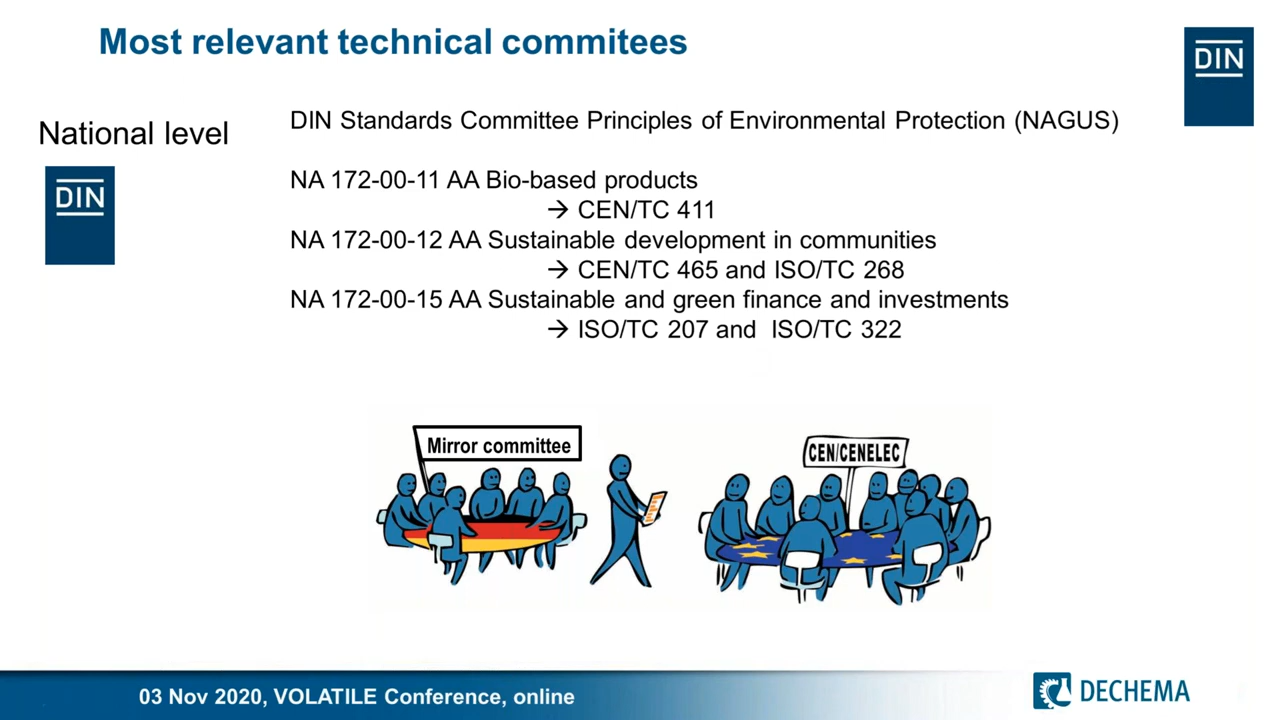 Most relevant technical commitees
DIN
National level
DIN
DIN Standards Committee Principles of Environmental Protection (NAGUS)
NA 172-00-11 AA Bio-based products
→ CEN/TC 411
NA 172-00-12 AA Sustainable development in communities
→ CEN/TC 465 and ISO/TC 268
NA 172-00-15 AA Sustainable and green finance and investments
→ ISO/TC 207 and ISO/TC 322
Mirror committee
CEN/CENELEC
03 Nov 2020, VOLATILE Conference, online
DECHEMA